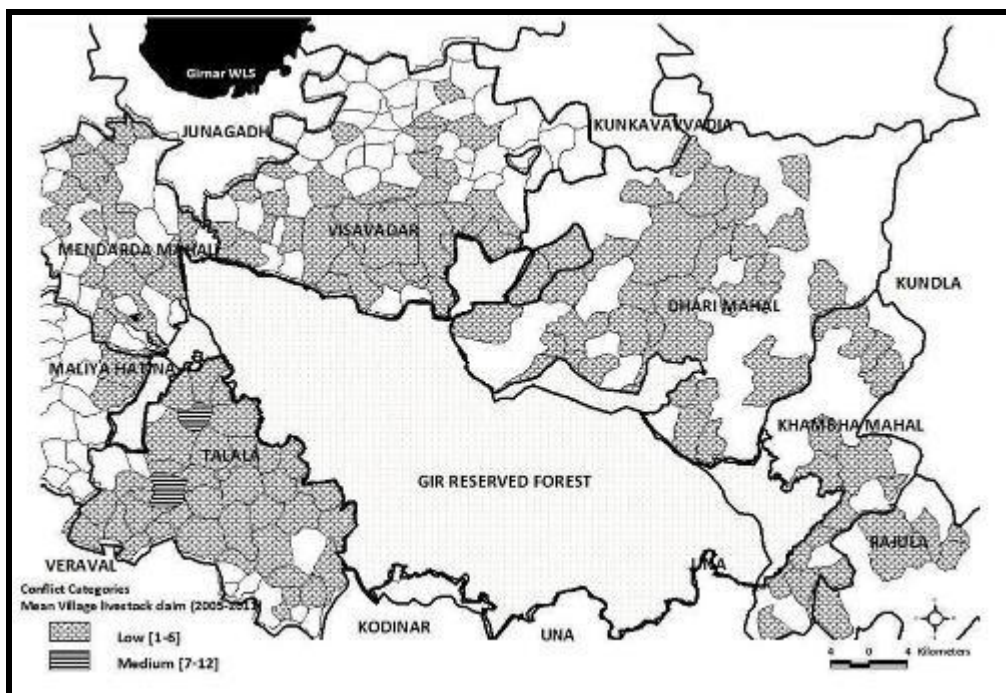 Girnar WLS
JUNAGADH
KUNKAVAVVADIA
VISAVADAR
MENDARDA MAHAL
KUNDLA
DHARI MAHAL
MALIYA HATINA
KHAMBHA MAHAL
TALALA
GIR RESERVED FOREST
RAJULA
VERAVAL
UNA
Conflict Categories
Mean Village livestock claim (2005-2011)
KODINAR
UNA
Low [1-6]
Medium [7-12]
4 0 4 Kilometers